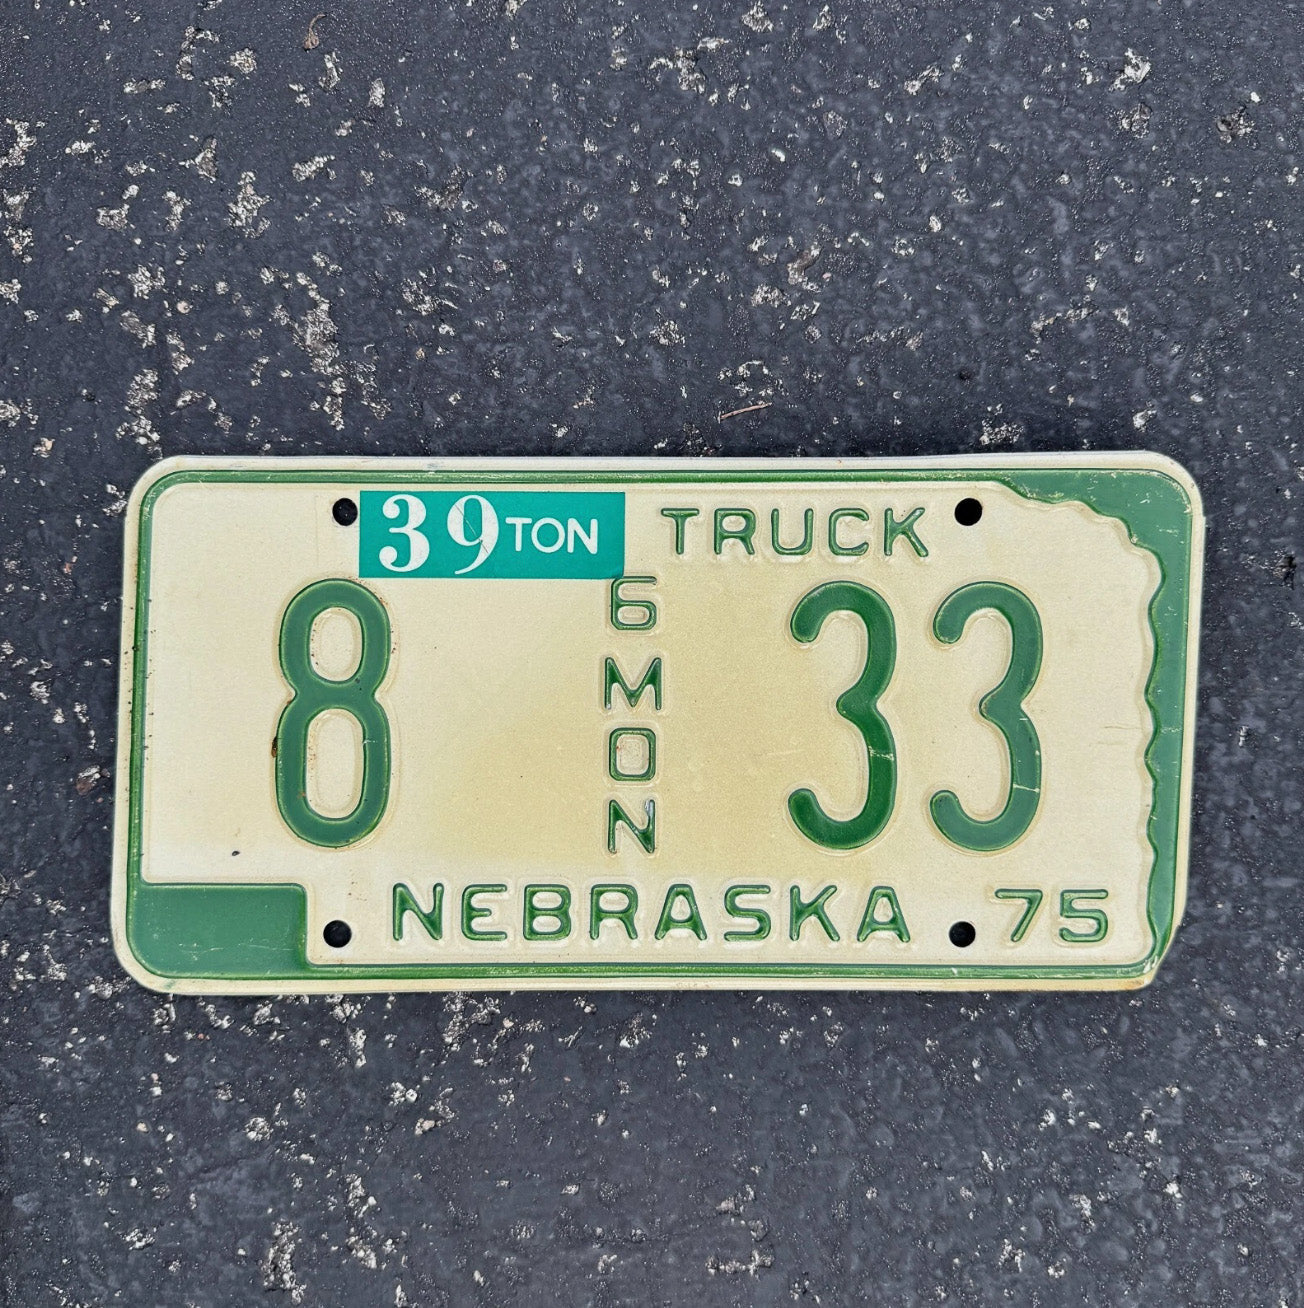 39 TON TRUCK
8 6 MON 33
NEBRASKA 75